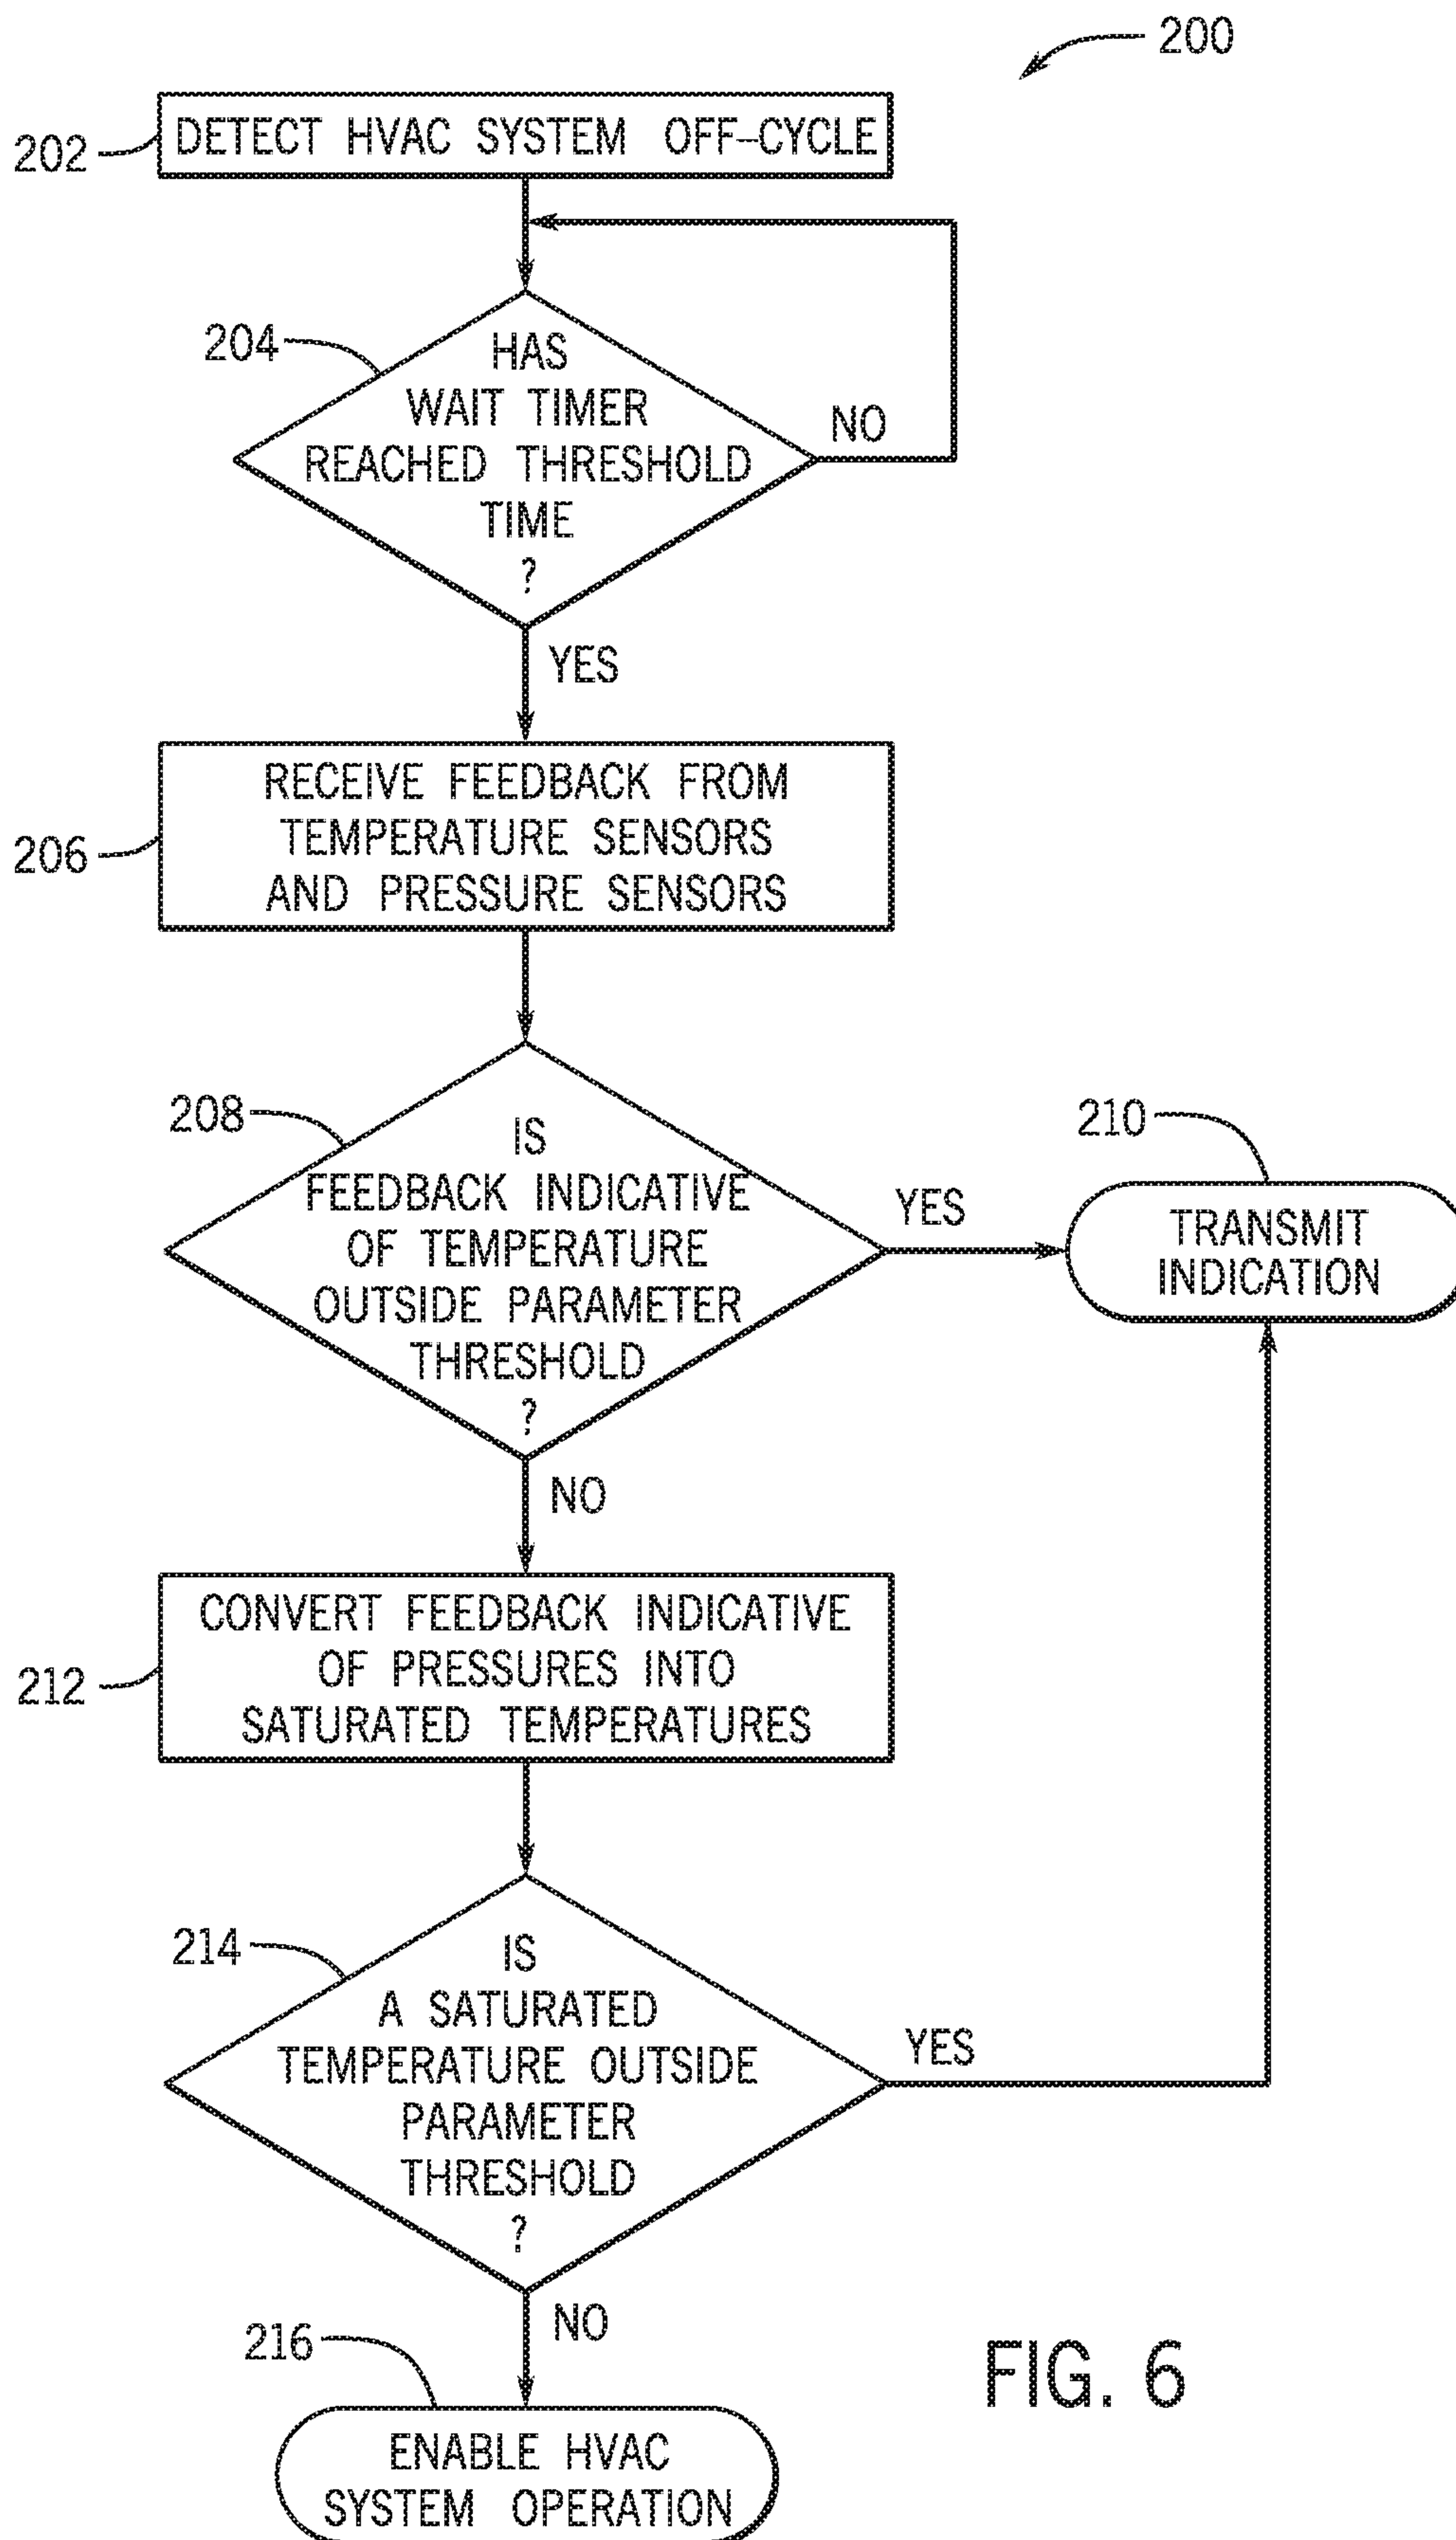 200
202
DETECT HVAC SYSTEM OFF-CYCLE
204
HAS
WAIT TIMER
REACHED THRESHOLD
TIME
?
NO
YES
206
RECEIVE FEEDBACK FROM
TEMPERATURE SENSORS
AND PRESSURE SENSORS
208
IS
FEEDBACK INDICATIVE
OF TEMPERATURE
OUTSIDE PARAMETER
THRESHOLD
?
YES
210
TRANSMIT
INDICATION
NO
212
CONVERT FEEDBACK INDICATIVE
OF PRESSURES INTO
SATURATED TEMPERATURES
214
IS
A SATURATED
TEMPERATURE OUTSIDE
PARAMETER
THRESHOLD
?
YES
NO
216
ENABLE HVAC
SYSTEM OPERATION
FIG. 6